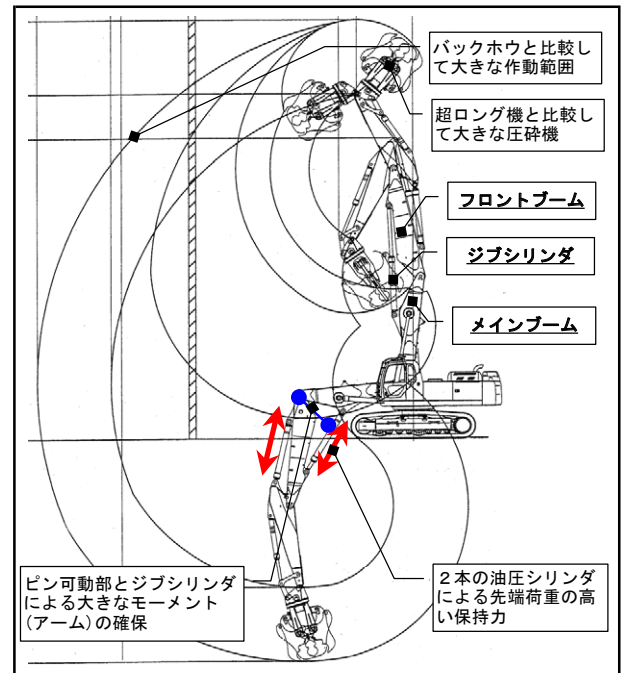 バックホウと比較し
て大きな作動範囲
超ロング機と比較し
て大きな圧砕機
フロントブーム
ジブシリンダ
メインブーム
ピン可動部とジブシリンダ
による大きなモーメント
(アーム)の確保
２本の油圧シリンダ
による先端荷重の高
い保持力